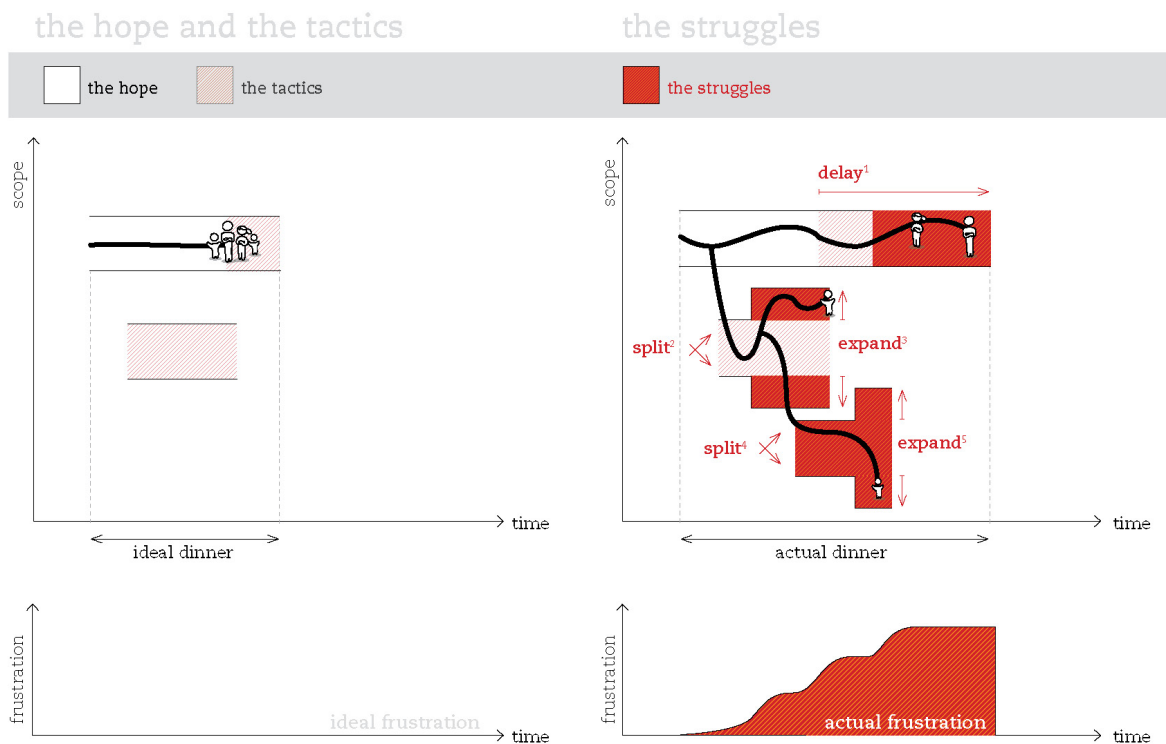 the hope and the tactics
the struggles
the hope
the tactics
the struggles
scope
time
ideal dinner
scope
delay¹
split²
expand³
split⁴
expand⁵
time
actual dinner
frustration
ideal frustration
time
frustration
actual frustration
time